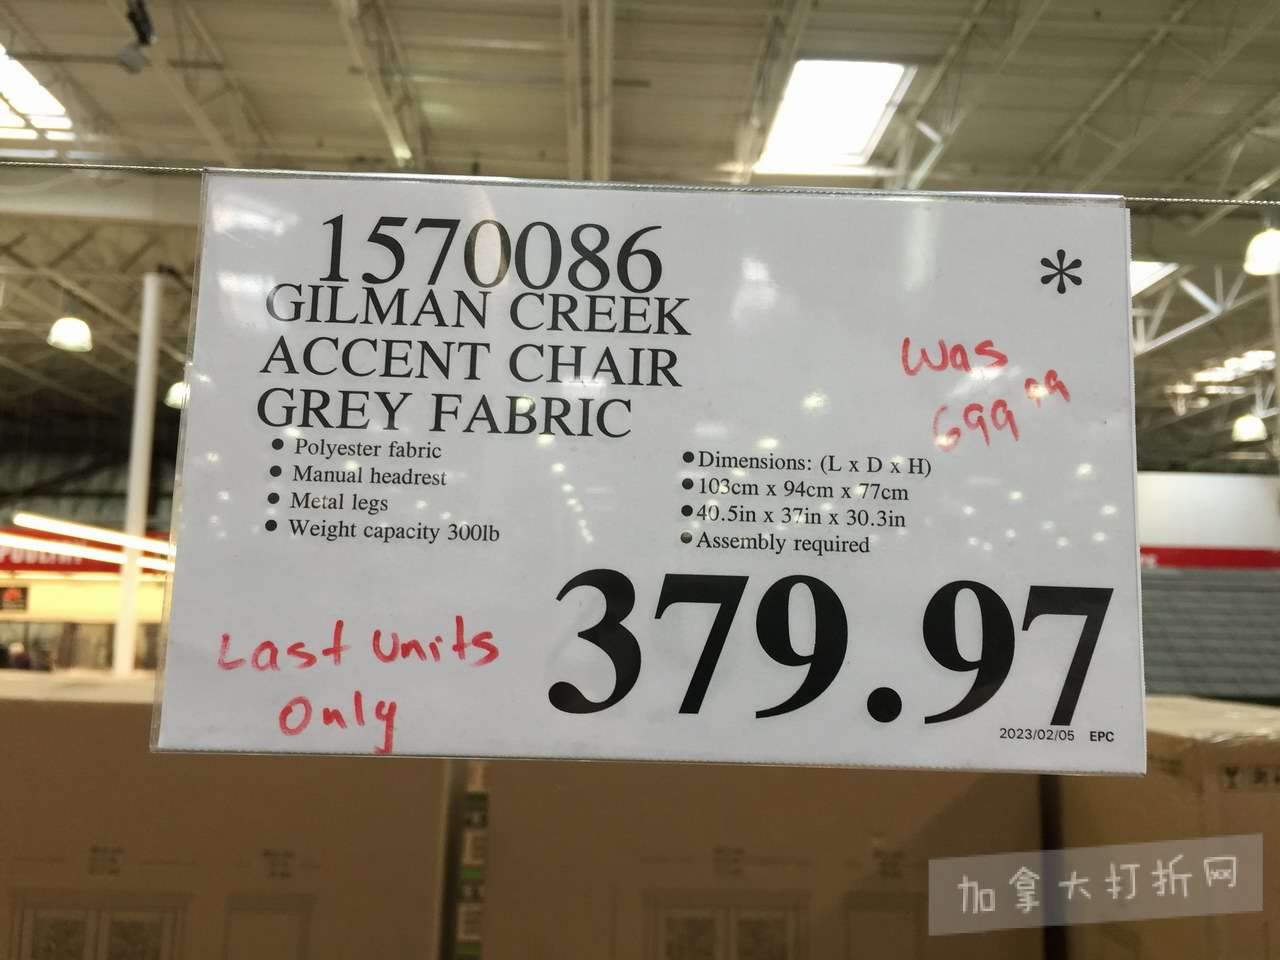 1570086
*
GILMAN CREEK
ACCENT CHAIR
GREY FABRIC
Was
699.99
● Polyester fabric
● Manual headrest
● Metal legs
● Weight capacity 300lb
● Dimensions: (L x D x H)
● 103cm x 94cm x 77cm
● 40.5in x 37in x 30.3in
● Assembly required
Last units
Only
379.97
2023/02/05 EPC
加拿大打折网